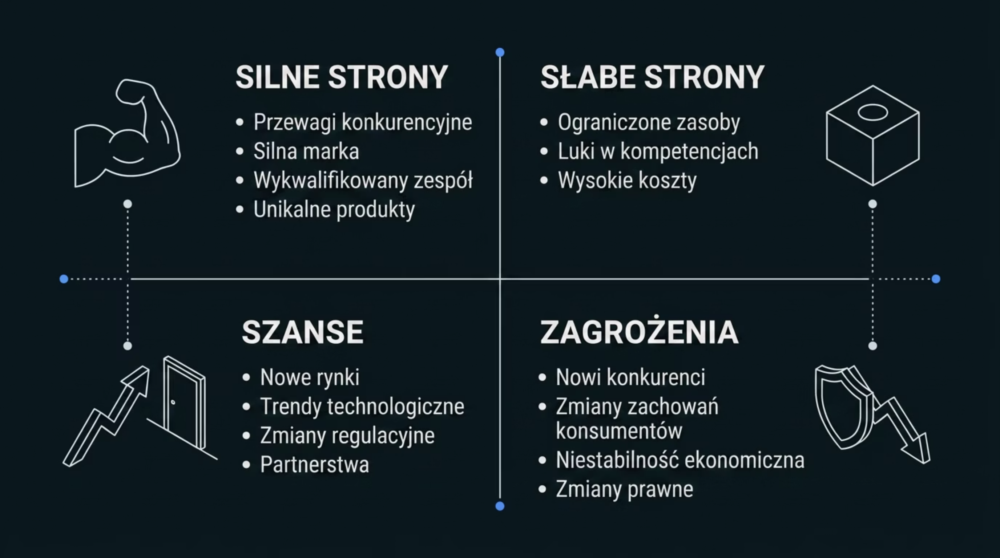 SILNE STRONY
• Przewagi konkurencyjne
• Silna marka
• Wykwalifikowany zespół
• Unikalne produkty
SŁABE STRONY
• Ograniczone zasoby
• Luki w kompetencjach
• Wysokie koszty
SZANSE
• Nowe rynki
• Trendy technologiczne
• Zmiany regulacyjne
• Partnerstwa
ZAGROŻENIA
• Nowi konkurenci
• Zmiany zachowań
konsumentów
• Niestabilność ekonomiczna
• Zmiany prawne